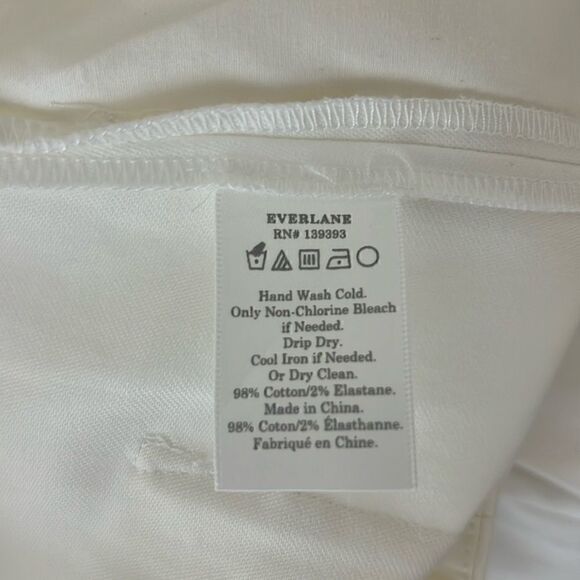 EVERLANE
RN# 139393
Hand Wash Cold.
Only Non-Chlorine Bleach
if Needed.
Drip Dry.
Cool Iron if Needed.
Or Dry Clean.
98% Cotton/2% Elastane.
Made in China.
98% Coton/2% Élasthanne.
Fabriqué en Chine.